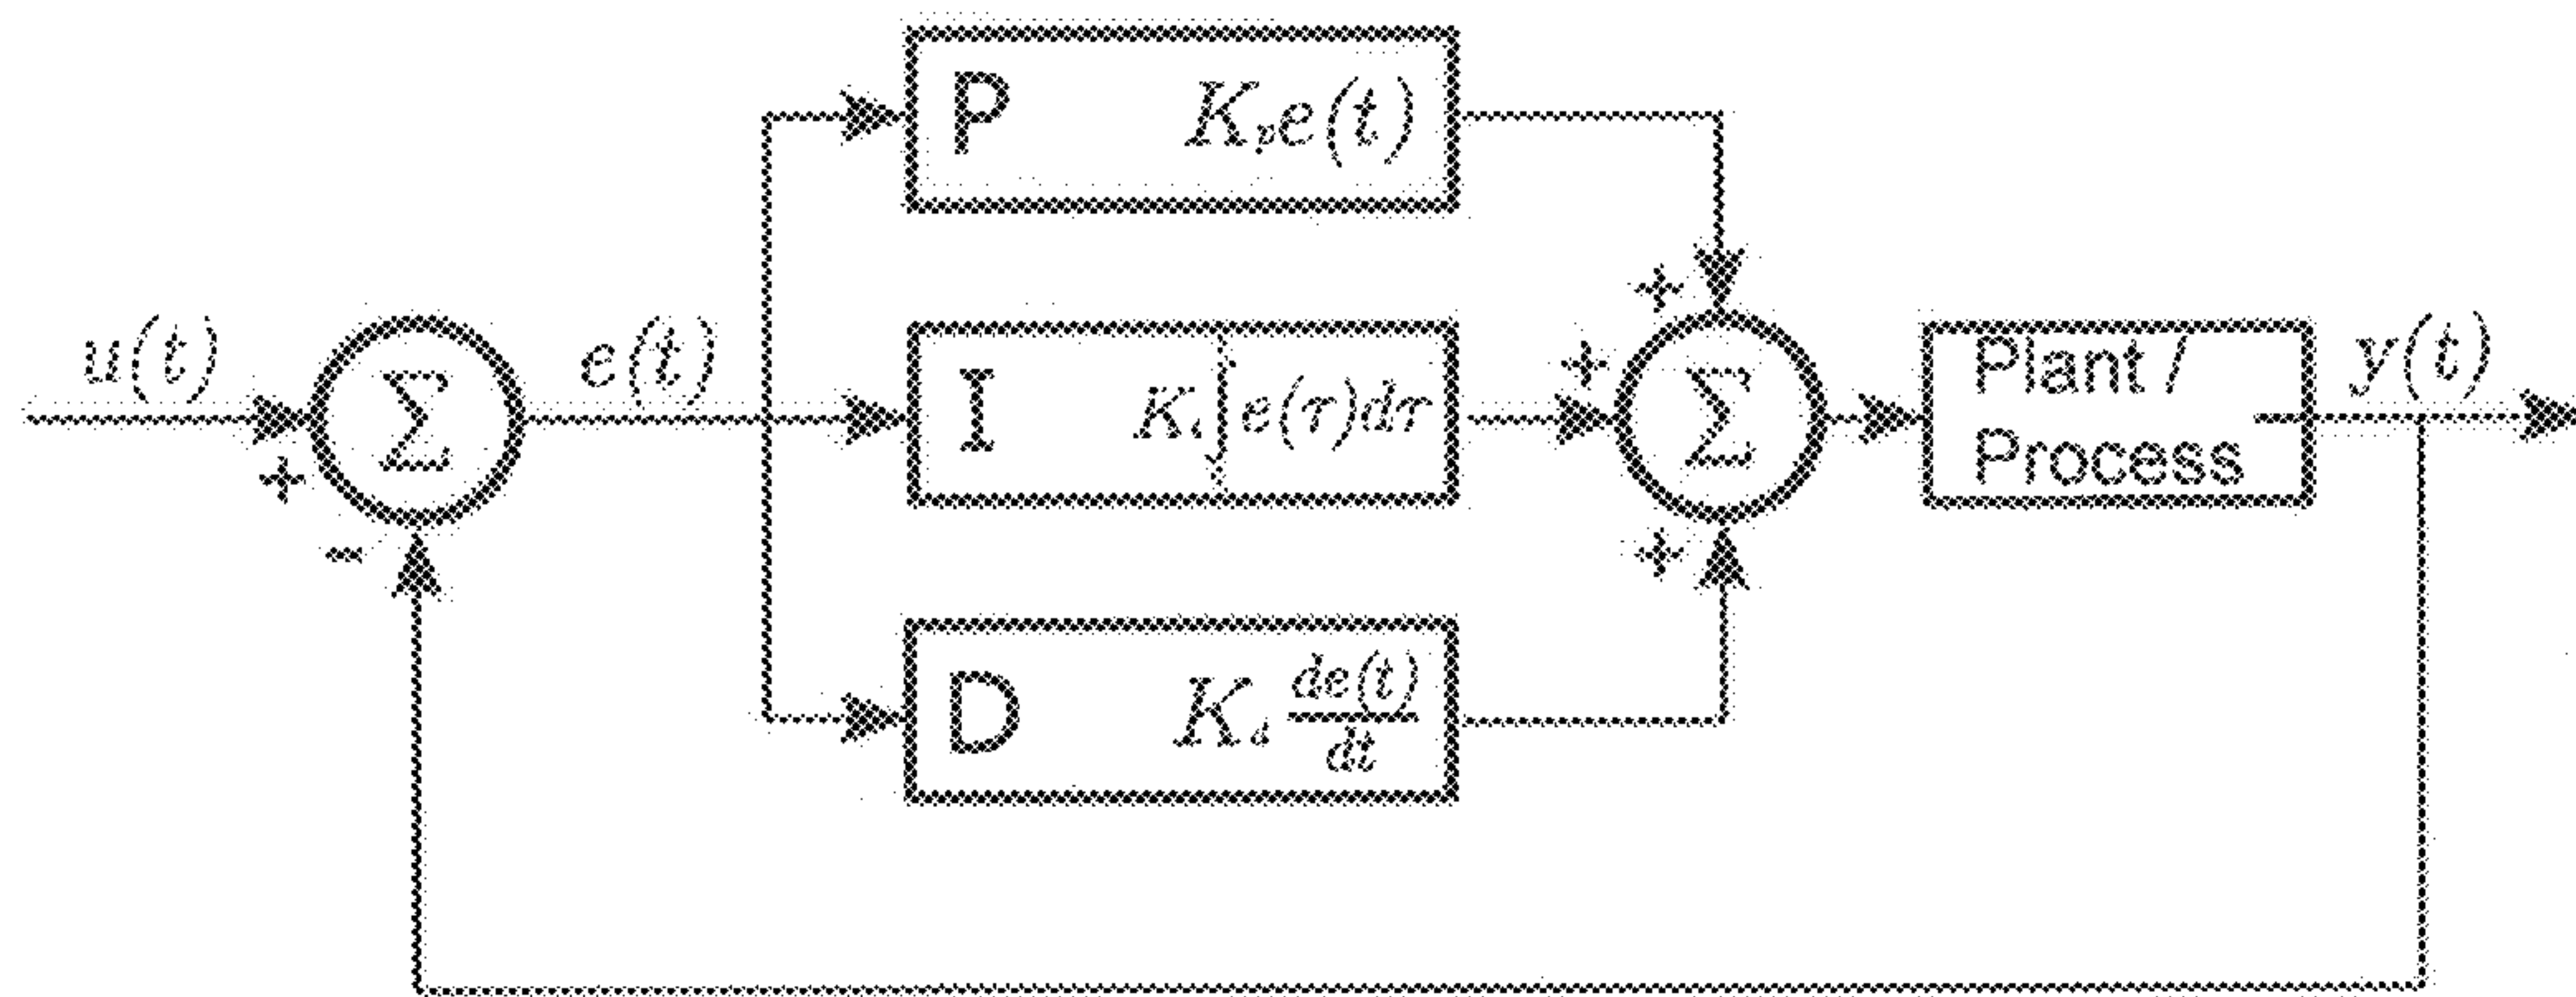 u(t)
+
−
Σ
e(t)
P K_p e(t)
I K_i ∫ e(τ)dτ
D K_d de(t)/dt
+
+
+
Σ
Plant /
Process
y(t)